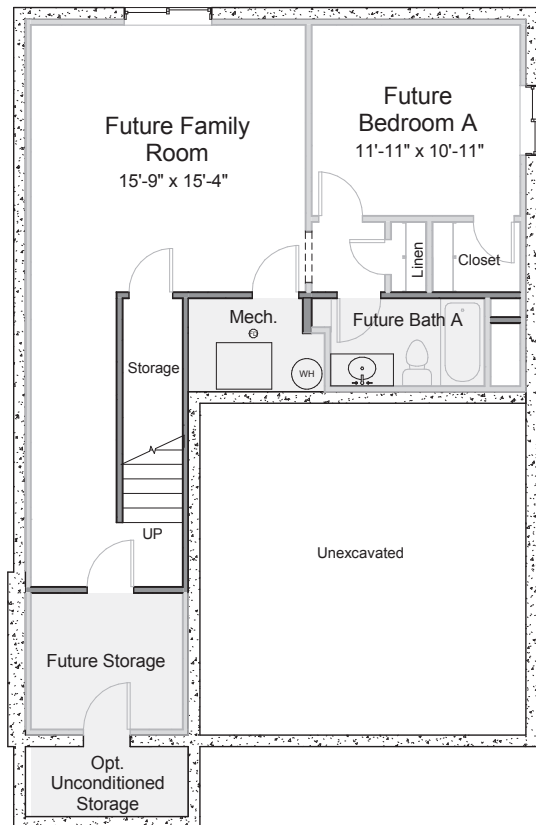 Future Family
Room
15'-9" x 15'-4"
Future
Bedroom A
11'-11" x 10'-11"
Linen
Closet
Mech.
Future Bath A
Storage
WH
UP
Unexcavated
Future Storage
Opt.
Unconditioned
Storage